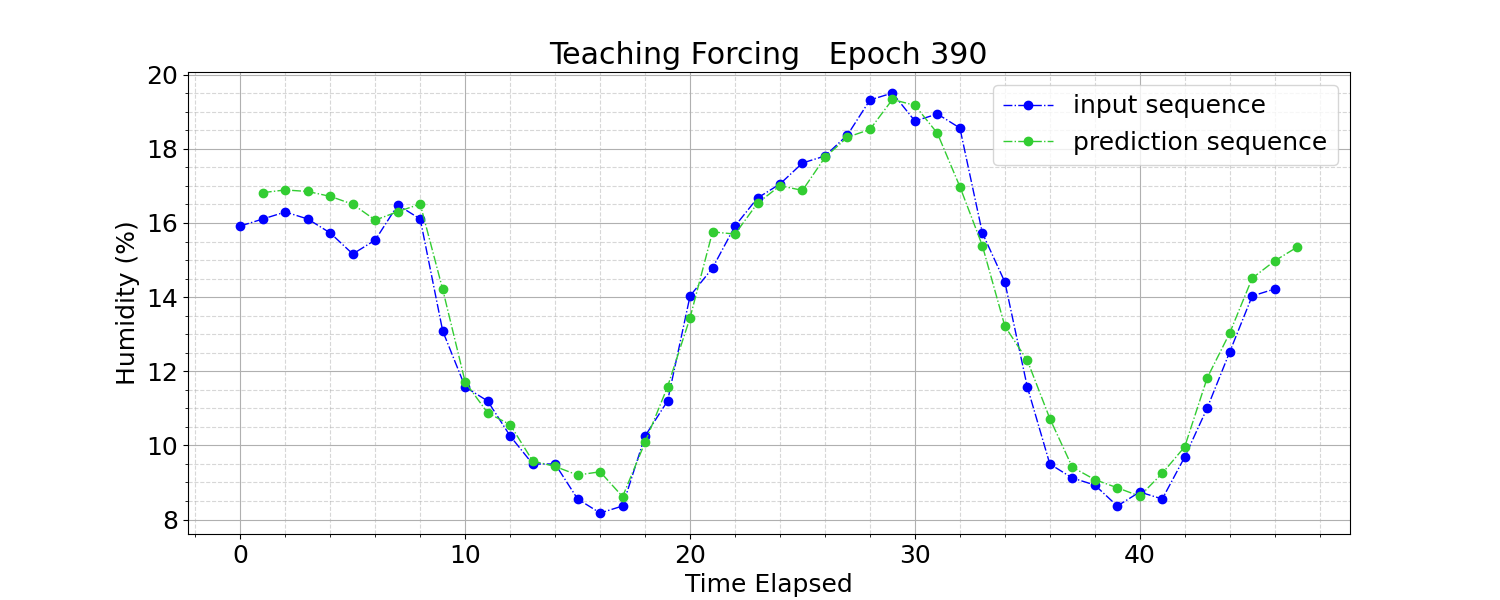 Teaching Forcing   Epoch 390
input sequence
prediction sequence
Humidity (%)
20
18
16
14
12
10
8
0 10 20 30 40
Time Elapsed